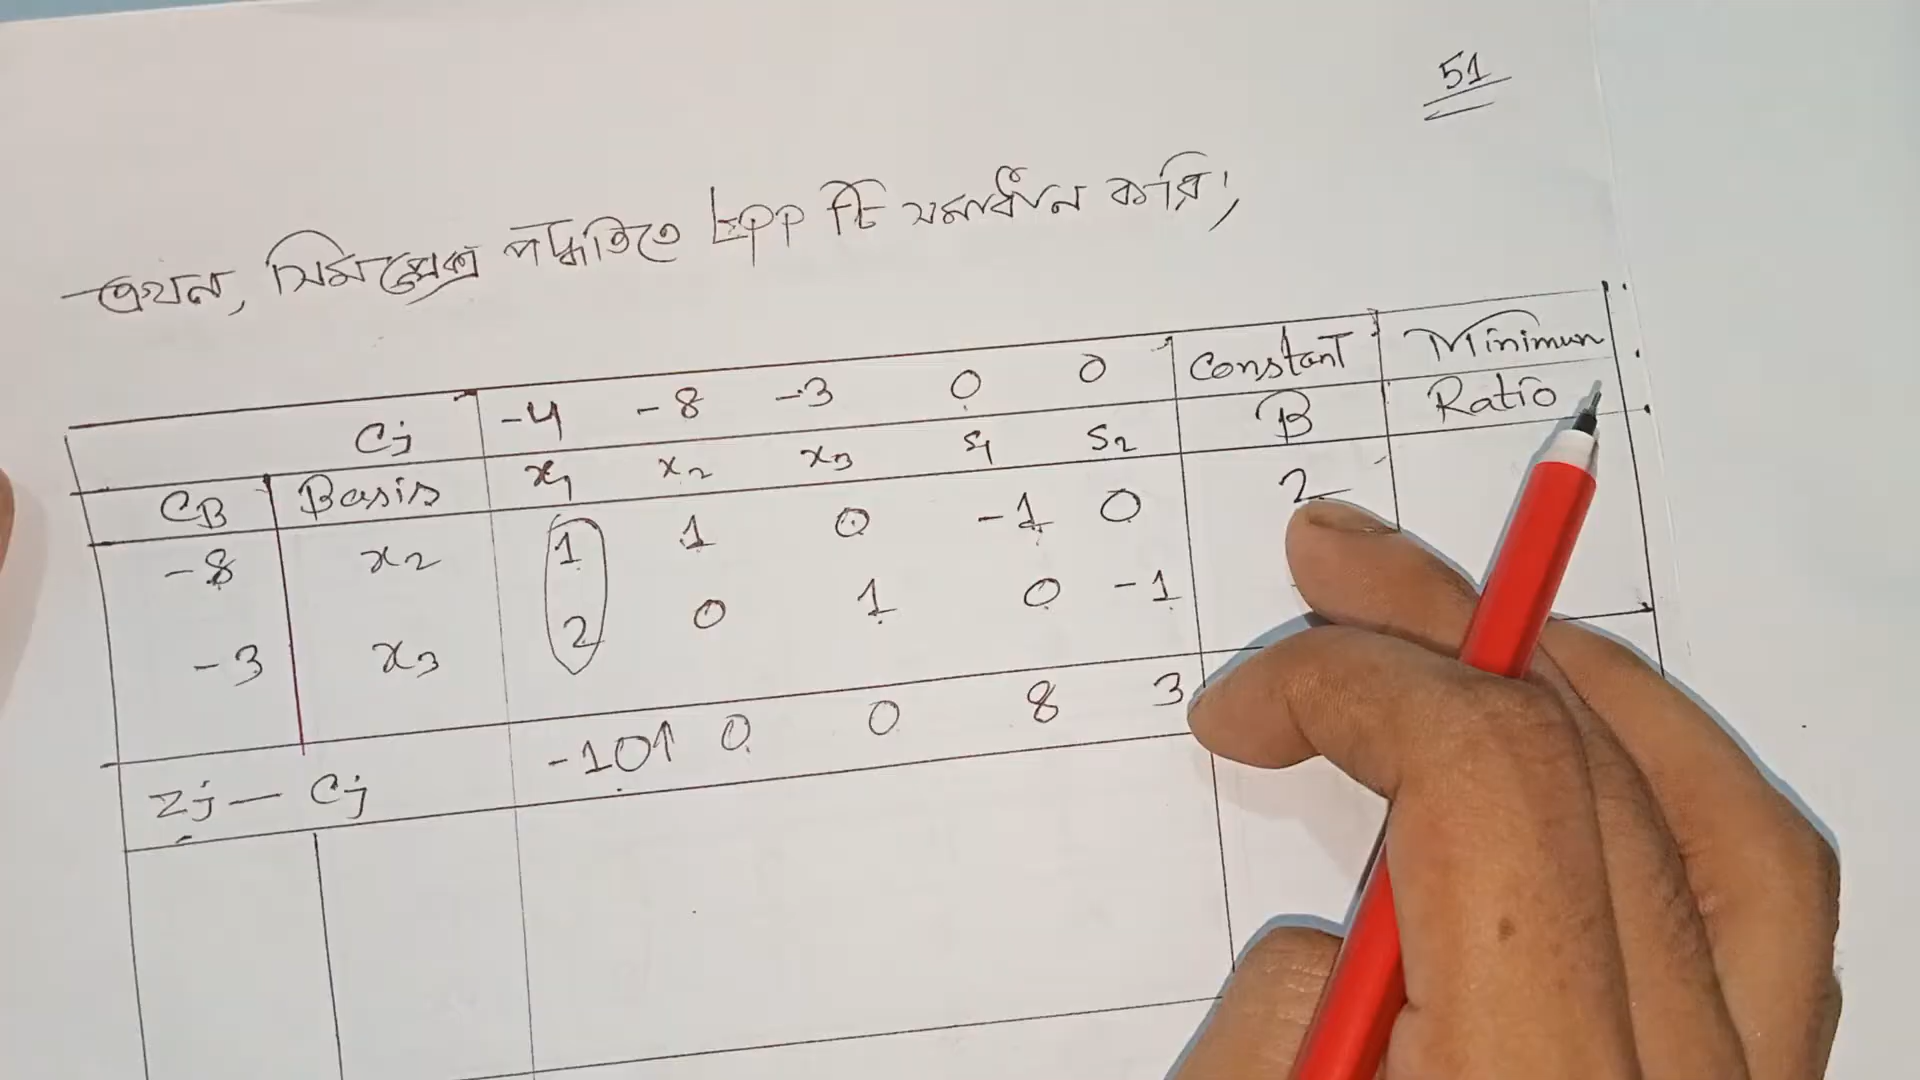 51
এখন, সিমপ্লেক্স পদ্ধতিতে LPP টি সমাধান করি,
Cj -4 -8 -3 0 0 Constant Minimun
CB Basis x1 x2 x3 s1 s2 B Ratio
-8 x2 1 1 0 -1 0 2
-3 x3 2 0 1 0 -1
Zj - Cj -10↑ 0 0 8 3